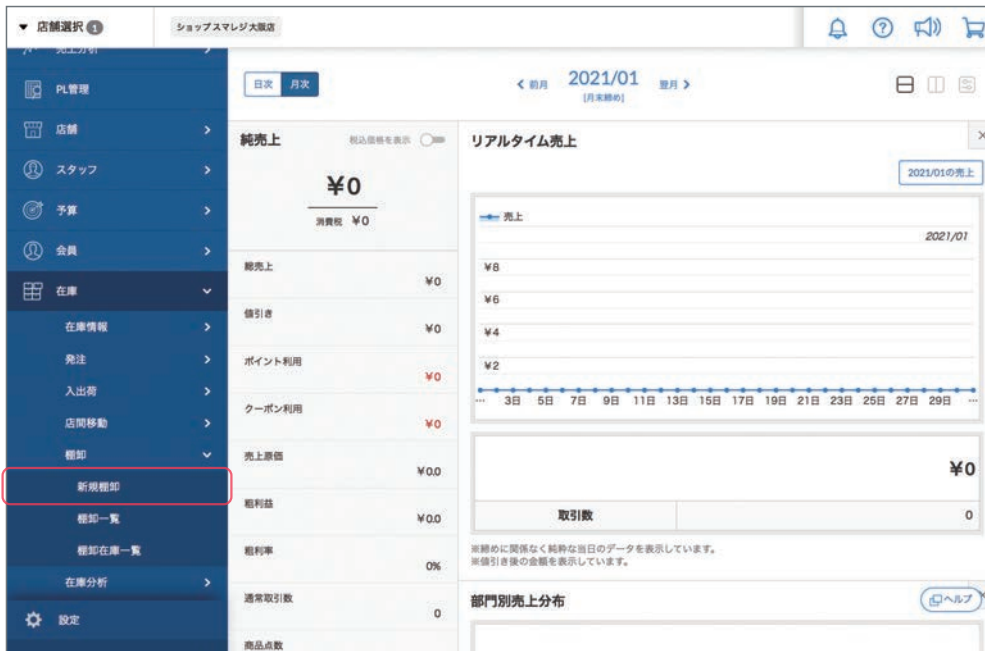 店舗選択 1
ショップスマレジ大阪店
売上分析
PL管理
店舗
スタッフ
予算
会員
在庫
在庫情報
発注
入出荷
店間移動
棚卸
新規棚卸
棚卸一覧
棚卸在庫一覧
在庫分析
設定
日次 月次
前月 2021/01 翌月
[月末締め]
純売上 税込価格を表示
¥0
消費税 ¥0
総売上
¥0
値引き
¥0
ポイント利用
¥0
クーポン利用
¥0
売上原価
¥0.0
粗利益
¥0.0
粗利率
0%
通常取引数
0
商品点数
リアルタイム売上
2021/01の売上
売上
2021/01
¥8
¥6
¥4
¥2
... 3日 5日 7日 9日 11日 13日 15日 17日 19日 21日 23日 25日 27日 29日 ...
¥0
取引数 0
※締めに関係なく純粋な当日のデータを表示しています。
※値引き後の金額を表示しています。
部門別売上分布
ヘルプ